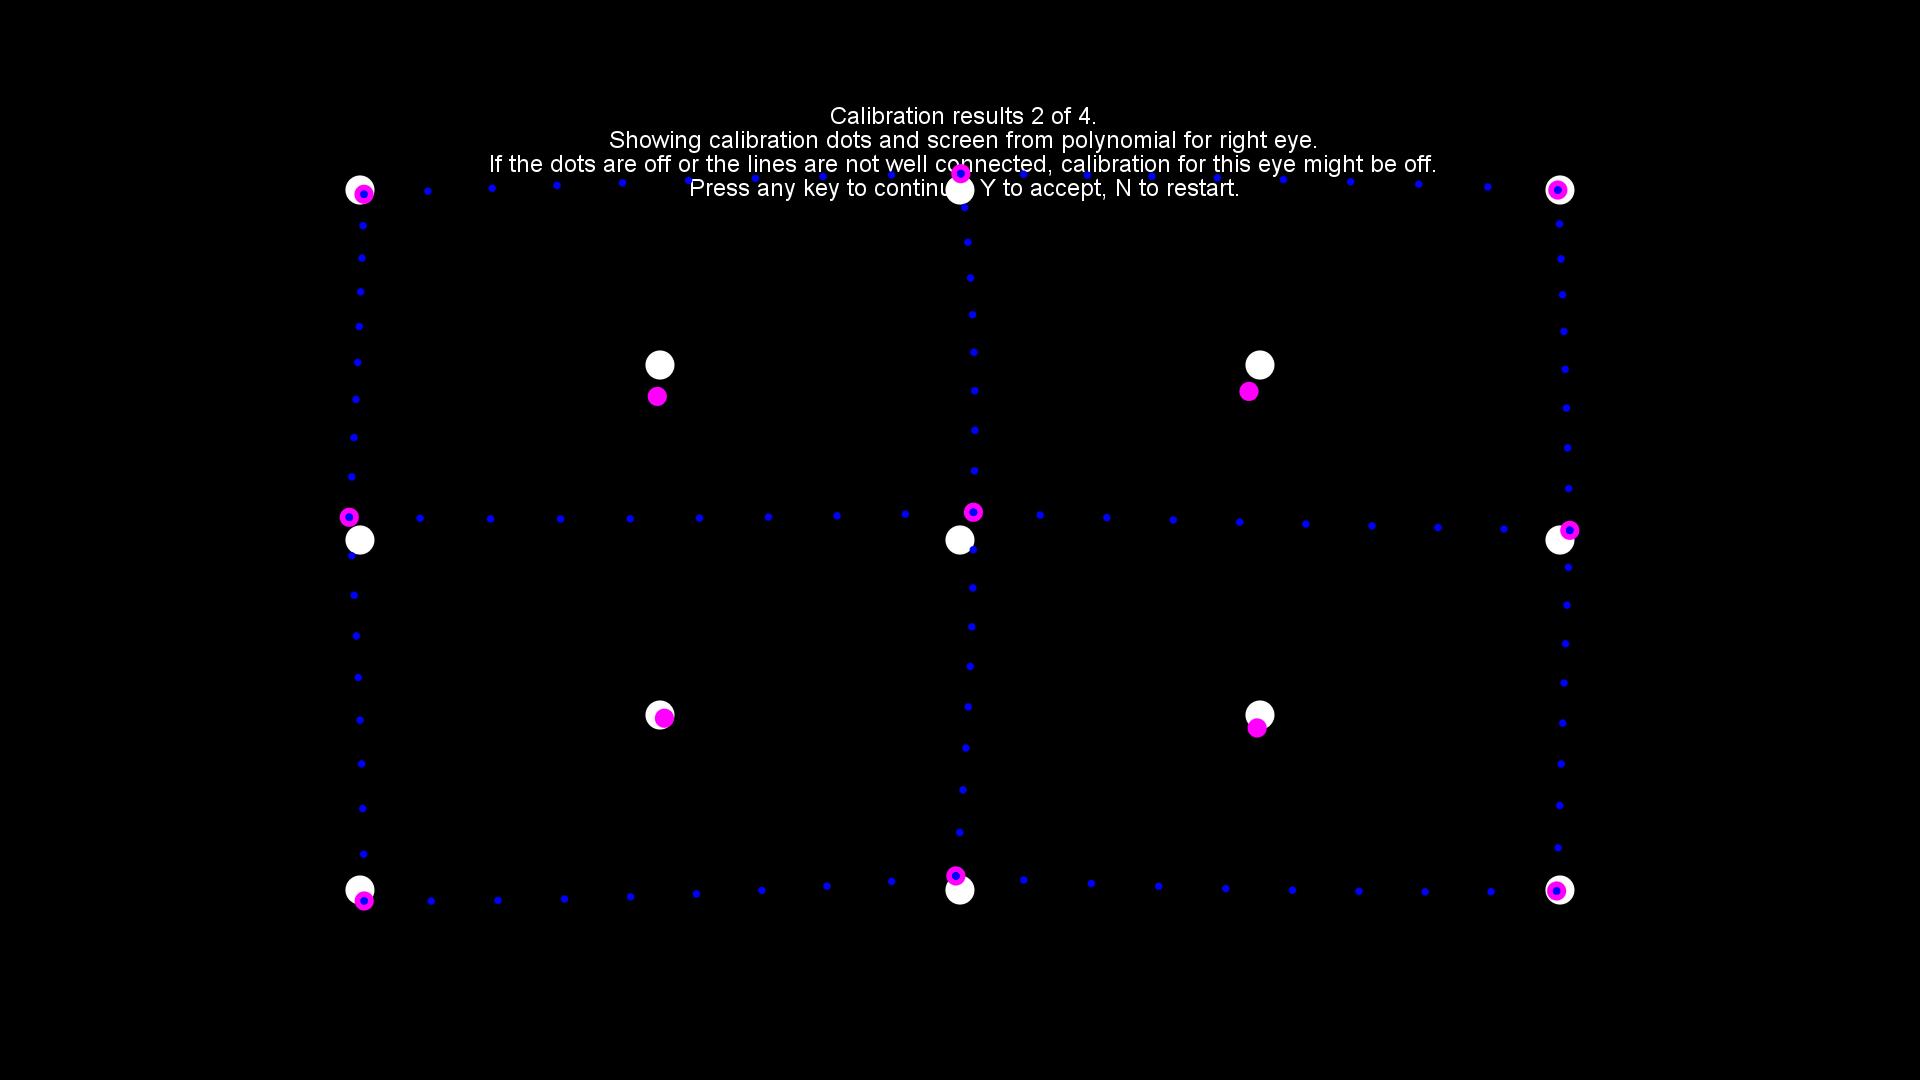 Calibration results 2 of 4.
Showing calibration dots and screen from polynomial for right eye.
If the dots are off or the lines are not well connected, calibration for this eye might be off.
Press any key to continue, Y to accept, N to restart.